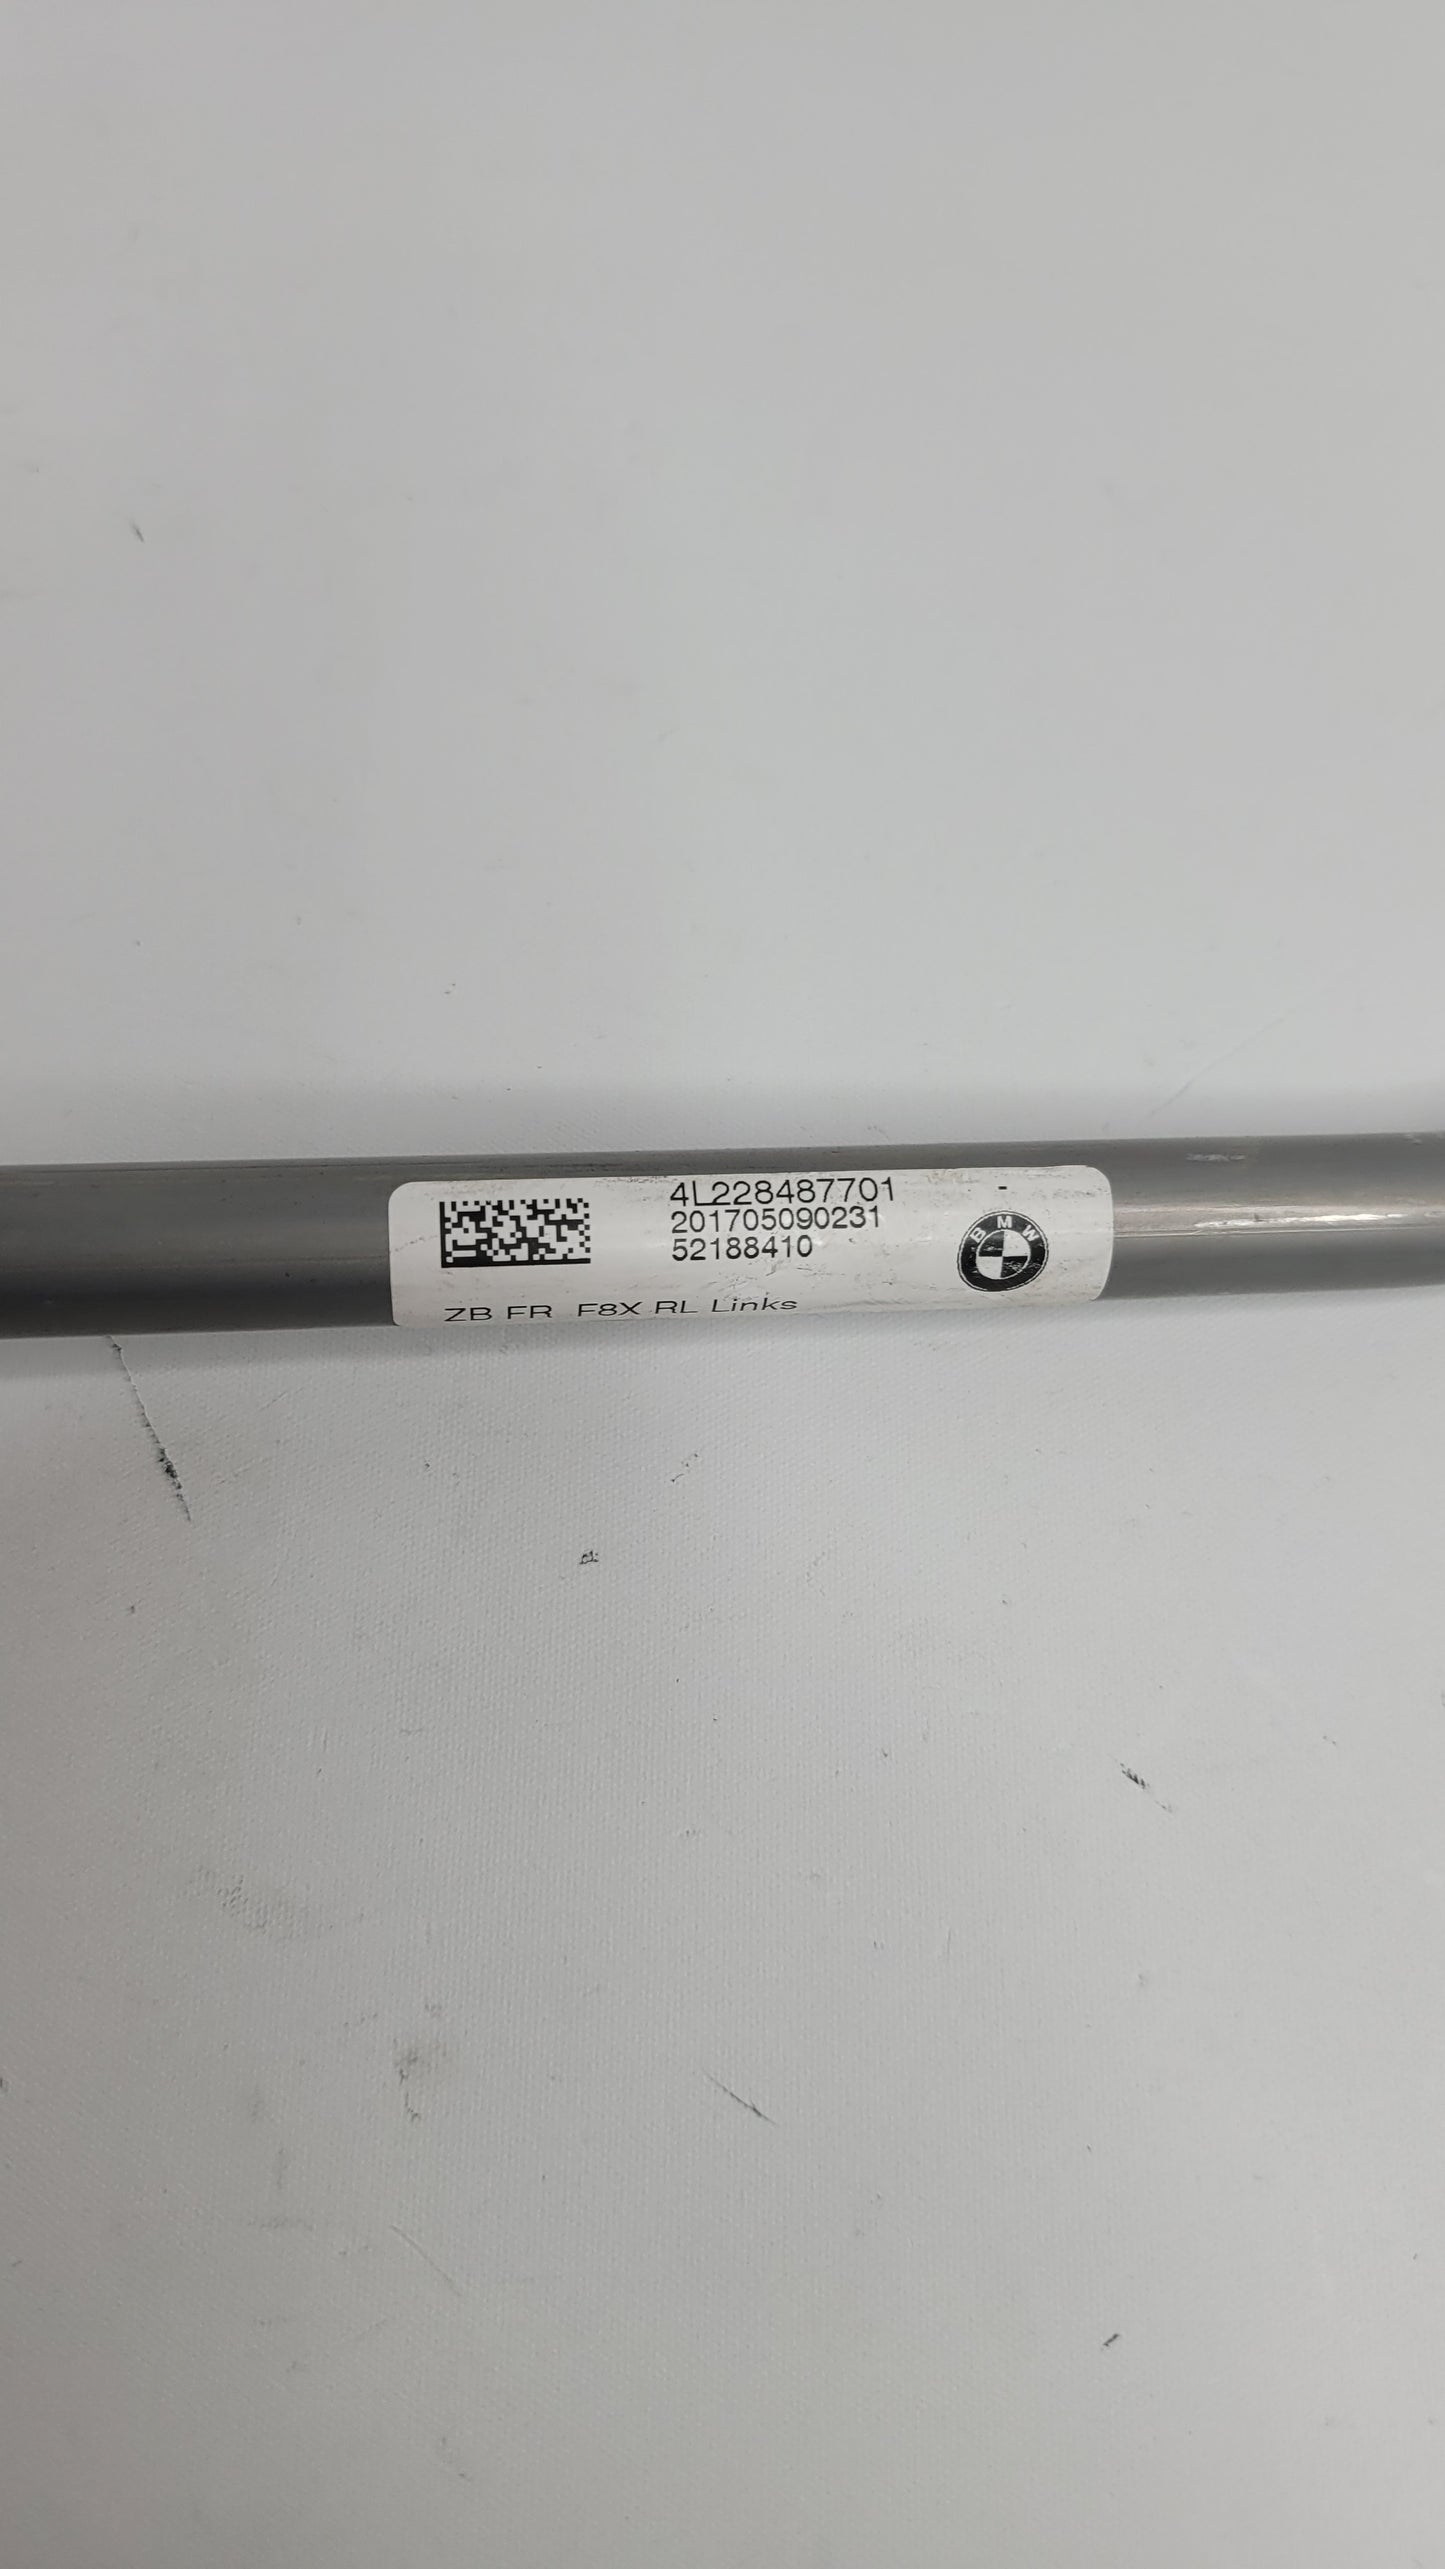 4L228487701 -
201705090231
52188410
BMW
ZB FR F8X RL Links